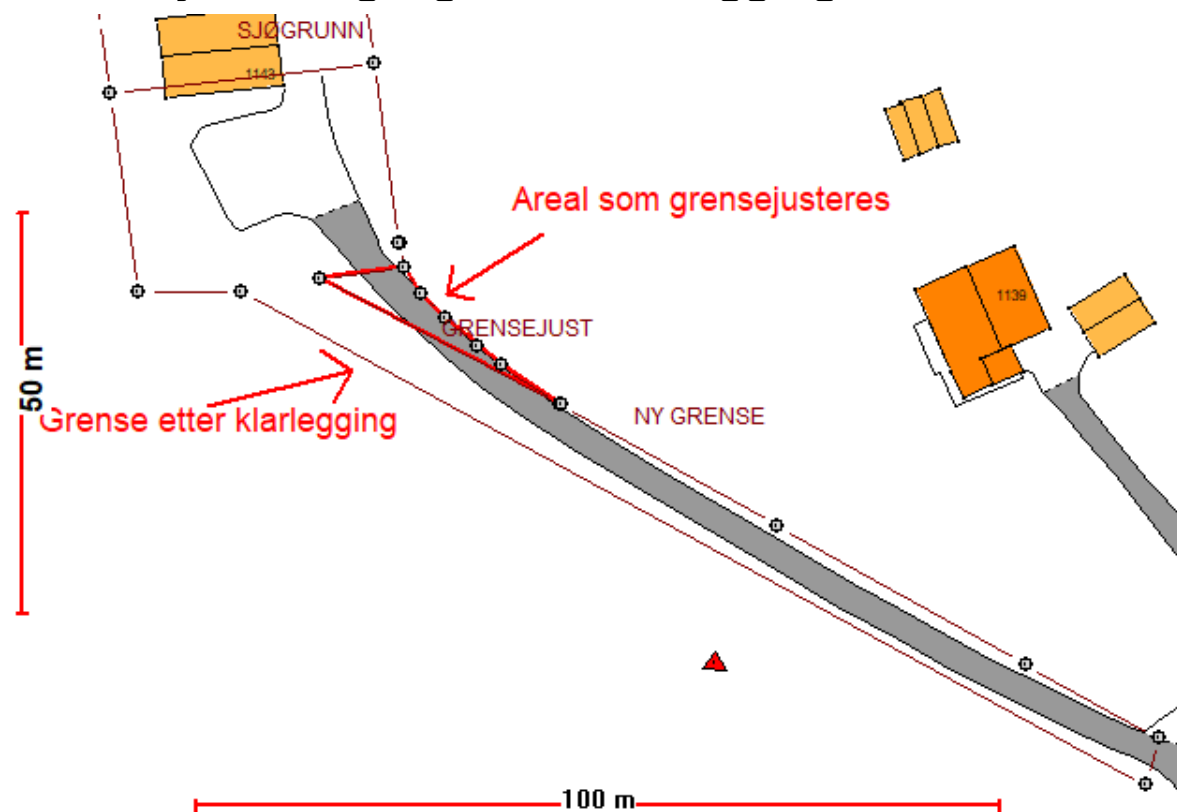 SJØGRUNN
1143
Areal som grensejusteres
1139
GRENSEJUST
50 m
Grense etter klarlegging
NY GRENSE
100 m